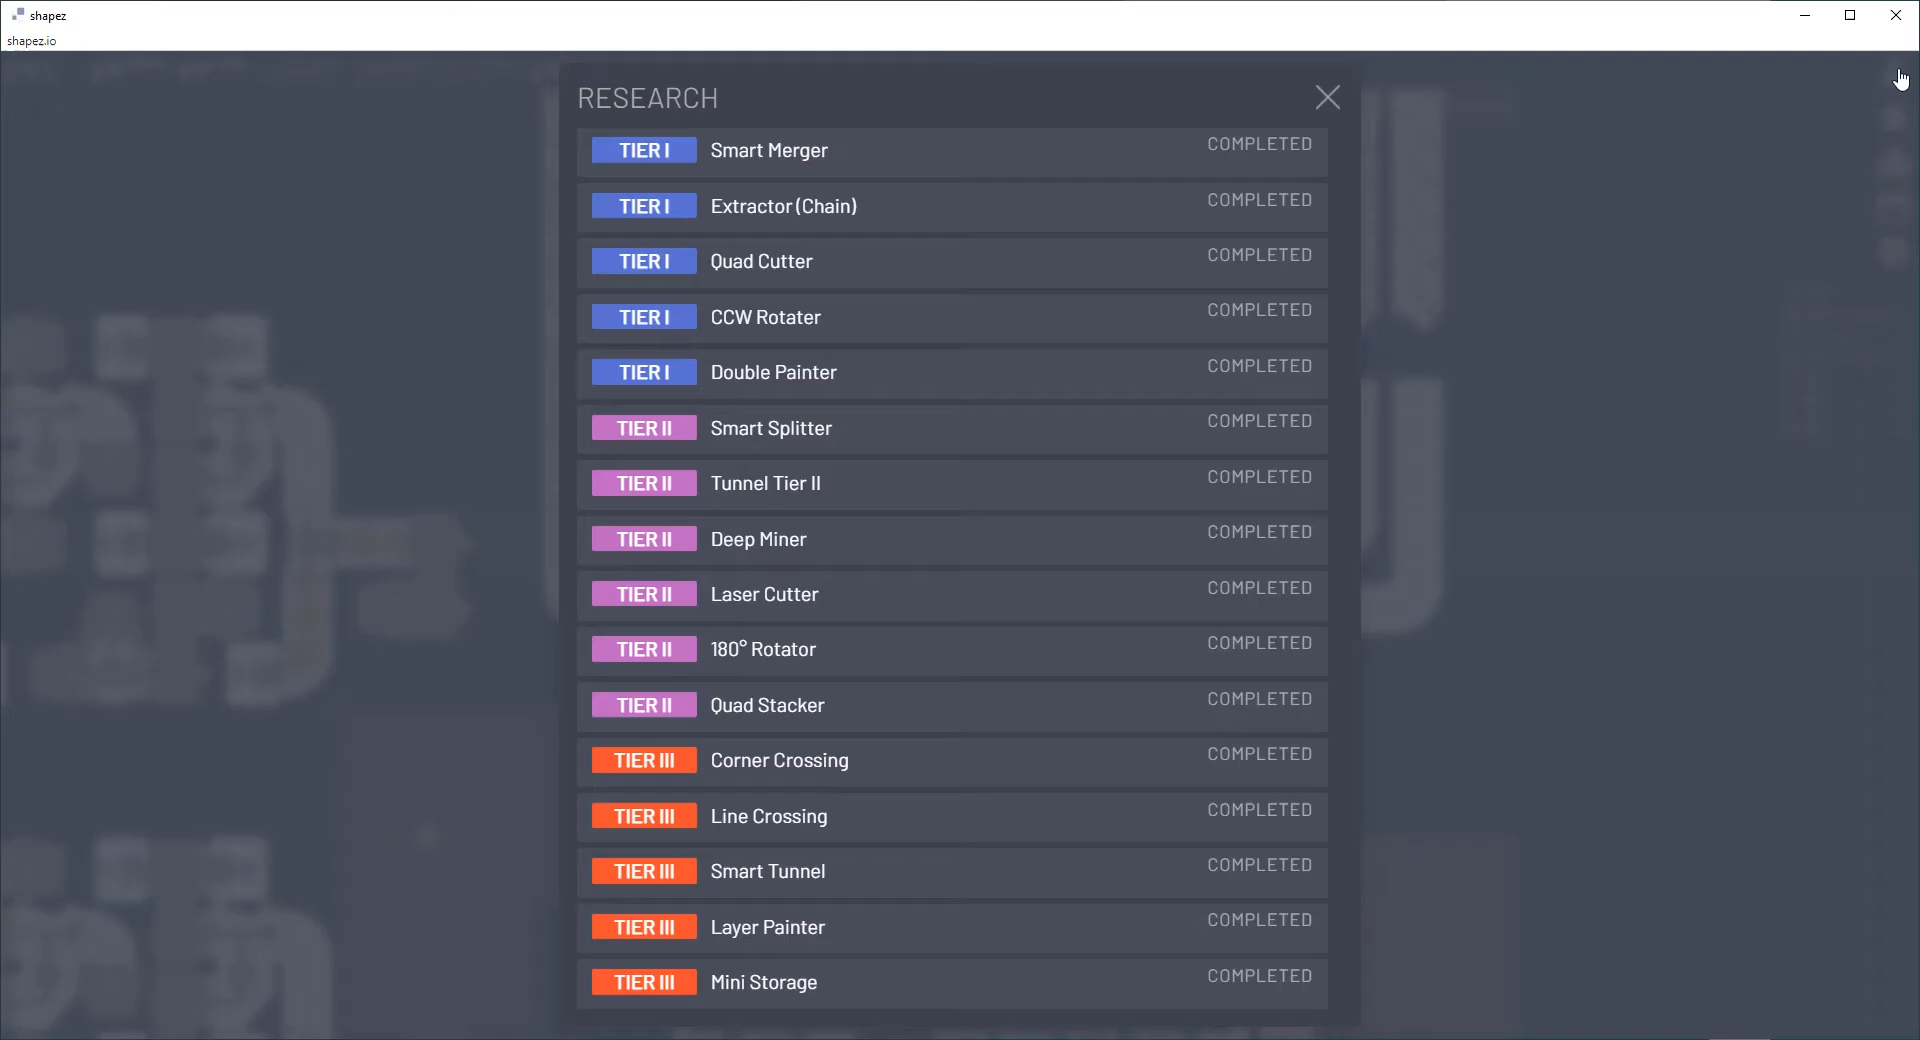 shapez
shapez.io
RESEARCH
TIER I Smart Merger COMPLETED
TIER I Extractor (Chain) COMPLETED
TIER I Quad Cutter COMPLETED
TIER I CCW Rotater COMPLETED
TIER I Double Painter COMPLETED
TIER II Smart Splitter COMPLETED
TIER II Tunnel Tier II COMPLETED
TIER II Deep Miner COMPLETED
TIER II Laser Cutter COMPLETED
TIER II 180° Rotator COMPLETED
TIER II Quad Stacker COMPLETED
TIER III Corner Crossing COMPLETED
TIER III Line Crossing COMPLETED
TIER III Smart Tunnel COMPLETED
TIER III Layer Painter COMPLETED
TIER III Mini Storage COMPLETED